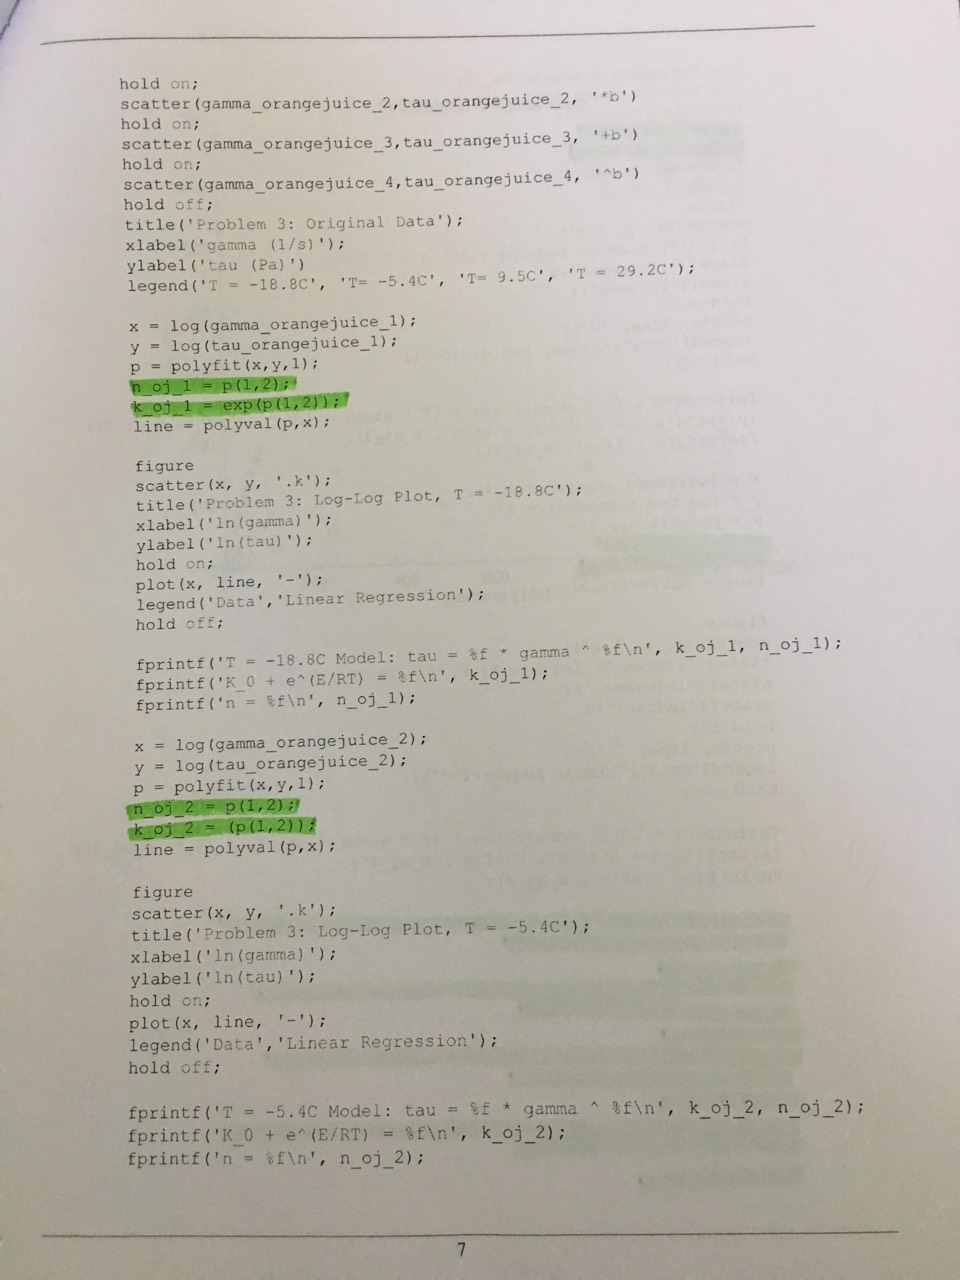 hold on;
scatter(gamma_orangejuice_2,tau_orangejuice_2, '*b')
hold on;
scatter(gamma_orangejuice_3,tau_orangejuice_3, '+b')
hold on;
scatter(gamma_orangejuice_4,tau_orangejuice_4, '^b')
hold off;
title('Problem 3: Original Data');
xlabel('gamma (1/s)');
ylabel('tau (Pa)')
legend('T = -18.8C', 'T= -5.4C', 'T= 9.5C', 'T = 29.2C');
x = log(gamma_orangejuice_1);
y = log(tau_orangejuice_1);
p = polyfit(x,y,1);
n_oj_1 = p(1,2);
k_oj_1 = exp(p(1,2));
line = polyval(p,x);
figure
scatter(x, y, '.k');
title('Problem 3: Log-Log Plot, T = -18.8C');
xlabel('ln(gamma)');
ylabel('ln(tau)');
hold on;
plot(x, line, '-');
legend('Data','Linear Regression');
hold off;
fprintf('T = -18.8C Model: tau = %f * gamma ^ %f\n', k_oj_1, n_oj_1);
fprintf('K_0 + e^(E/RT) = %f\n', k_oj_1);
fprintf('n = %f\n', n_oj_1);
x = log(gamma_orangejuice_2);
y = log(tau_orangejuice_2);
p = polyfit(x,y,1);
n_oj_2 = p(1,2);
k_oj_2 = (p(1,2));
line = polyval(p,x);
figure
scatter(x, y, '.k');
title('Problem 3: Log-Log Plot, T = -5.4C');
xlabel('ln(gamma)');
ylabel('ln(tau)');
hold on;
plot(x, line, '-');
legend('Data','Linear Regression');
hold off;
fprintf('T = -5.4C Model: tau = %f * gamma ^ %f\n', k_oj_2, n_oj_2);
fprintf('K_0 + e^(E/RT) = %f\n', k_oj_2);
fprintf('n = %f\n', n_oj_2);
7